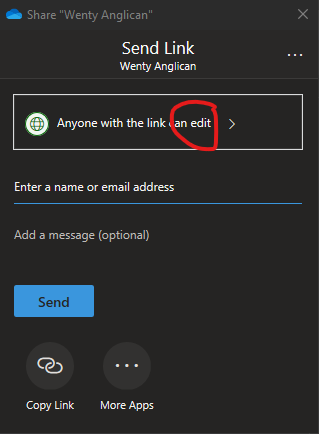 Share "Wenty Anglican"
Send Link
Wenty Anglican
Anyone with the link can edit
Enter a name or email address
Add a message (optional)
Send
Copy Link
More Apps